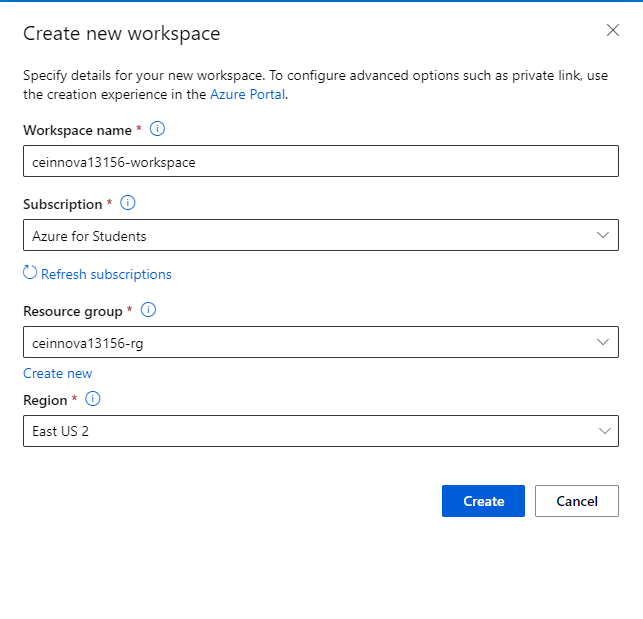 Create new workspace
Specify details for your new workspace. To configure advanced options such as private link, use
the creation experience in the Azure Portal.
Workspace name *
ceinnova13156-workspace
Subscription *
Azure for Students
Refresh subscriptions
Resource group *
ceinnova13156-rg
Create new
Region *
East US 2
Create Cancel